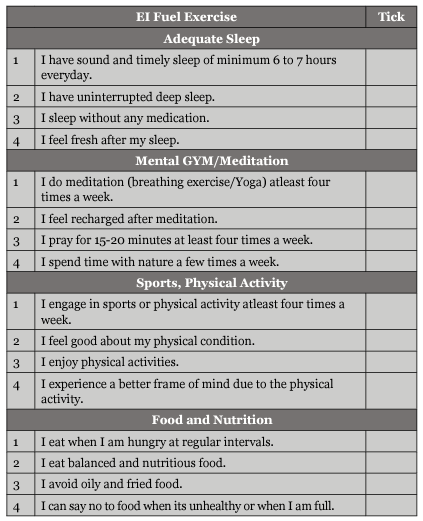 EI Fuel Exercise Tick
Adequate Sleep
1 I have sound and timely sleep of minimum 6 to 7 hours
everyday.
2 I have uninterrupted deep sleep.
3 I sleep without any medication.
4 I feel fresh after my sleep.
Mental GYM/Meditation
1 I do meditation (breathing exercise/Yoga) atleast four
times a week.
2 I feel recharged after meditation.
3 I pray for 15-20 minutes at least four times a week.
4 I spend time with nature a few times a week.
Sports, Physical Activity
1 I engage in sports or physical activity atleast four times a
week.
2 I feel good about my physical condition.
3 I enjoy physical activities.
4 I experience a better frame of mind due to the physical
activity.
Food and Nutrition
1 I eat when I am hungry at regular intervals.
2 I eat balanced and nutritious food.
3 I avoid oily and fried food.
4 I can say no to food when its unhealthy or when I am full.